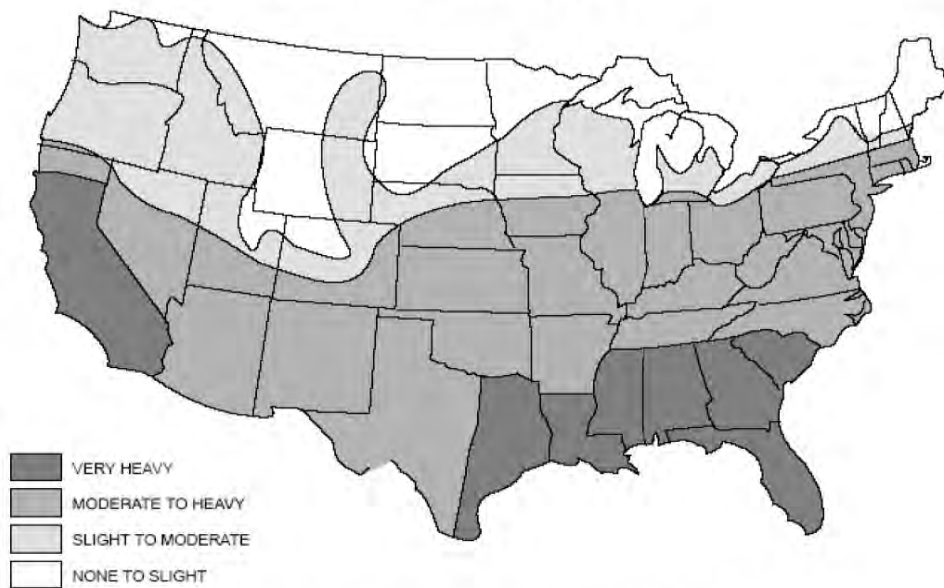 VERY HEAVY
MODERATE TO HEAVY
SLIGHT TO MODERATE
NONE TO SLIGHT